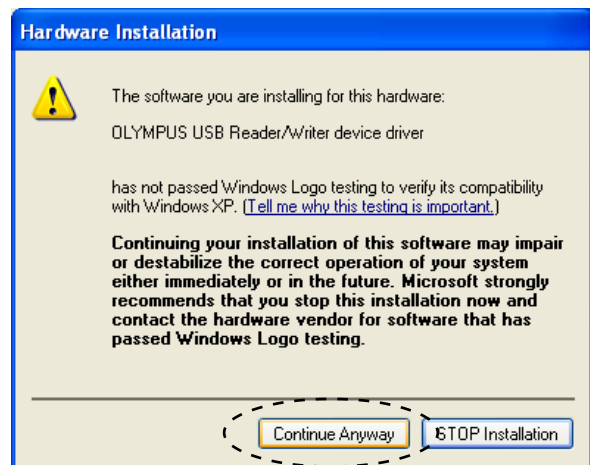 Hardware Installation
The software you are installing for this hardware:
OLYMPUS USB Reader/Writer device driver
has not passed Windows Logo testing to verify its compatibility
with Windows XP. (Tell me why this testing is important.)
Continuing your installation of this software may impair
or destabilize the correct operation of your system
either immediately or in the future. Microsoft strongly
recommends that you stop this installation now and
contact the hardware vendor for software that has
passed Windows Logo testing.
Continue Anyway STOP Installation